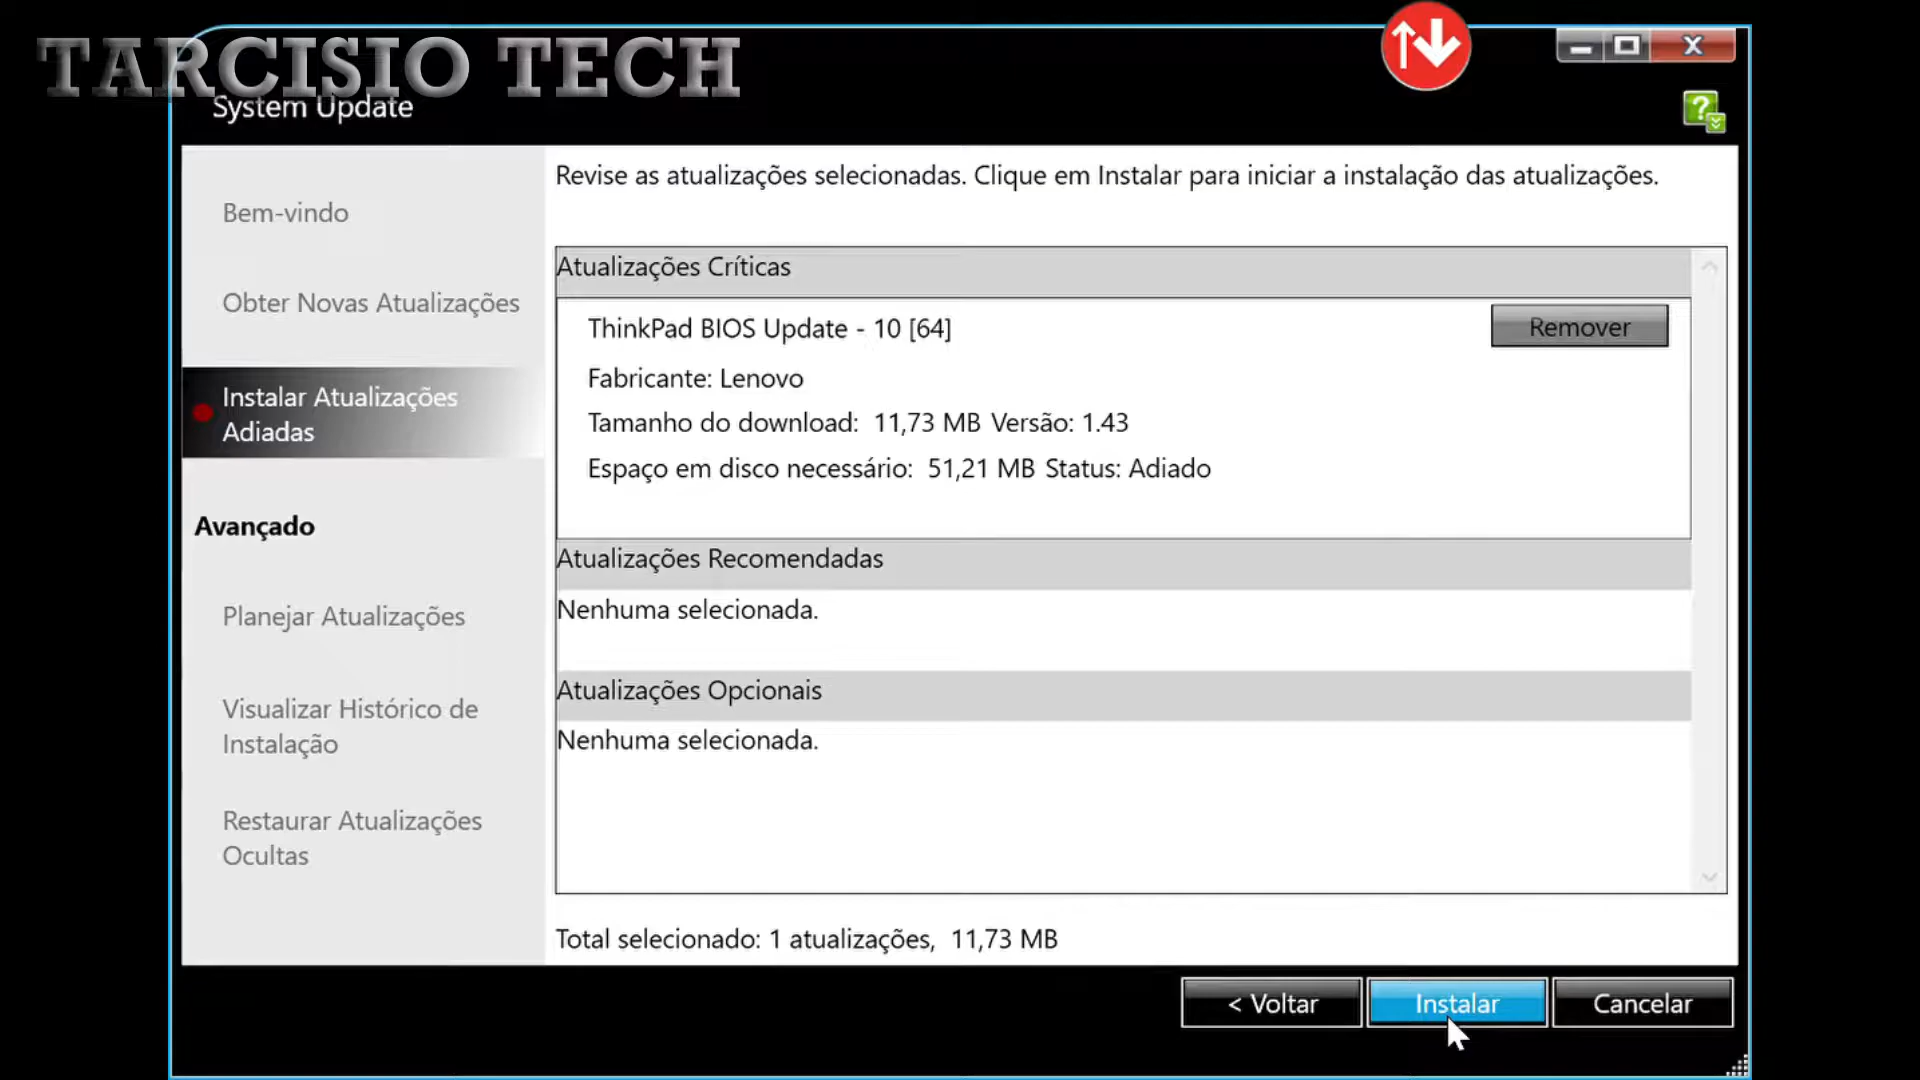 TARCISIO TECH
System Update
Bem-vindo
Obter Novas Atualizações
Instalar Atualizações
Adiadas
Avançado
Planejar Atualizações
Visualizar Histórico de
Instalação
Restaurar Atualizações
Ocultas
Revise as atualizações selecionadas. Clique em Instalar para iniciar a instalação das atualizações.
Atualizações Críticas
ThinkPad BIOS Update - 10 [64]
Remover
Fabricante: Lenovo
Tamanho do download: 11,73 MB Versão: 1.43
Espaço em disco necessário: 51,21 MB Status: Adiado
Atualizações Recomendadas
Nenhuma selecionada.
Atualizações Opcionais
Nenhuma selecionada.
Total selecionado: 1 atualizações, 11,73 MB
< Voltar
Instalar
Cancelar